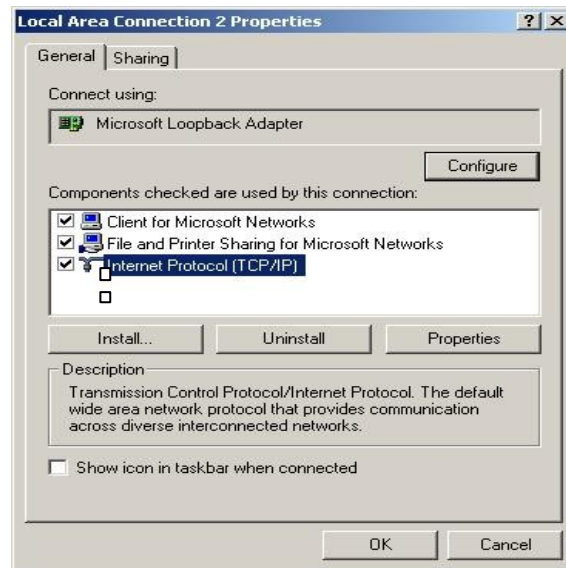 Local Area Connection 2 Properties
General Sharing
Connect using:
Microsoft Loopback Adapter
Configure
Components checked are used by this connection:
Client for Microsoft Networks
File and Printer Sharing for Microsoft Networks
Internet Protocol (TCP/IP)
Install... Uninstall Properties
Description
Transmission Control Protocol/Internet Protocol. The default
wide area network protocol that provides communication
across diverse interconnected networks.
Show icon in taskbar when connected
OK Cancel